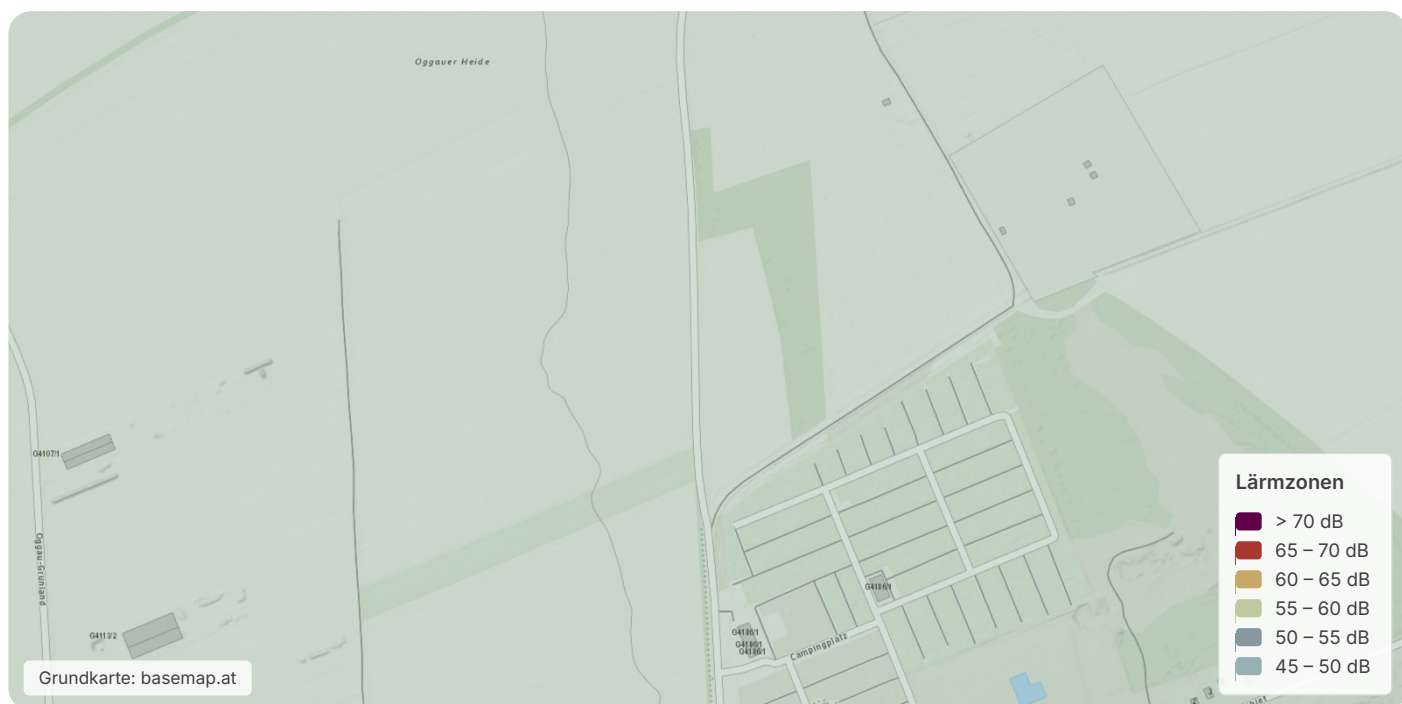 Oggauer Heide
G4107/1
Oggau-Grünland
G4113/2
G4186/1
G4186/1
G4186/1
G4186/1
Campingplatz
Lärmzonen
> 70 dB
65 – 70 dB
60 – 65 dB
55 – 60 dB
50 – 55 dB
45 – 50 dB
Grundkarte: basemap.at